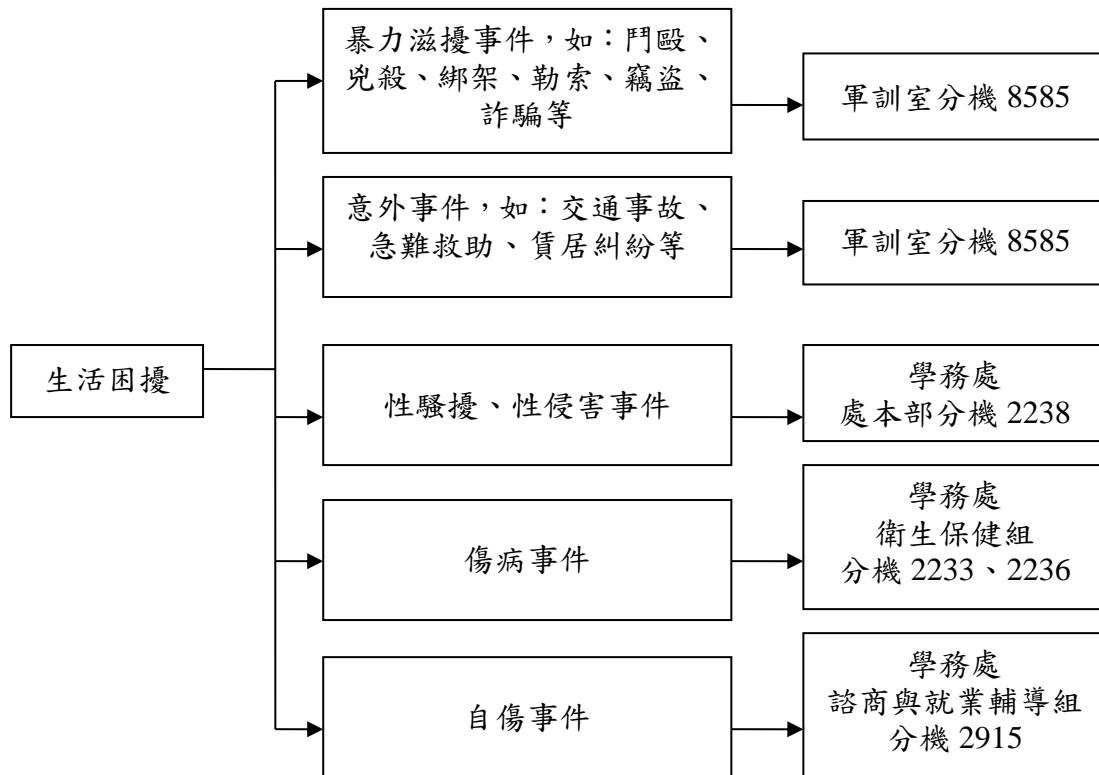 暴力滋擾事件，如：鬥毆、
兇殺、綁架、勒索、竊盜、
詐騙等
軍訓室分機 8585
意外事件，如：交通事故、
急難救助、賃居糾紛等
軍訓室分機 8585
生活困擾
性騷擾、性侵害事件
學務處
處本部分機 2238
傷病事件
學務處
衛生保健組
分機 2233、2236
自傷事件
學務處
諮商與就業輔導組
分機 2915